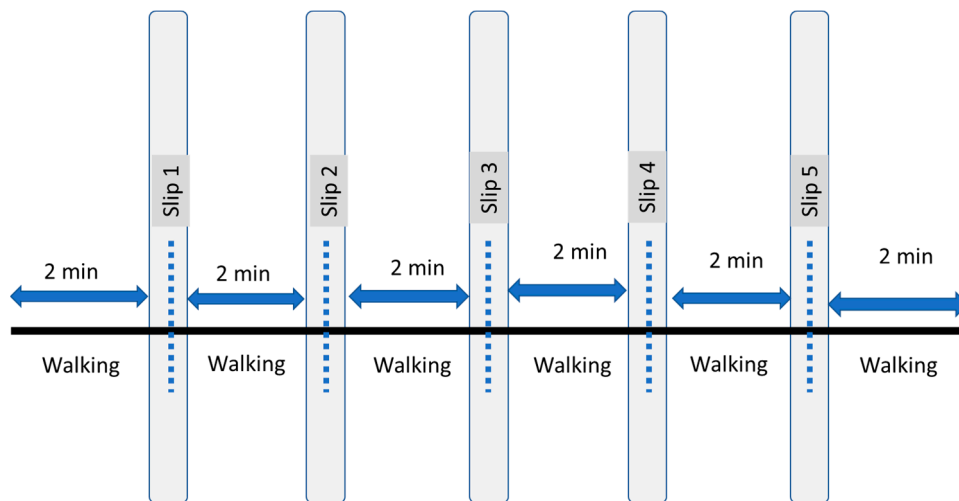 Slip 1
Slip 2
Slip 3
Slip 4
Slip 5
2 min
2 min
2 min
2 min
2 min
2 min
Walking
Walking
Walking
Walking
Walking
Walking